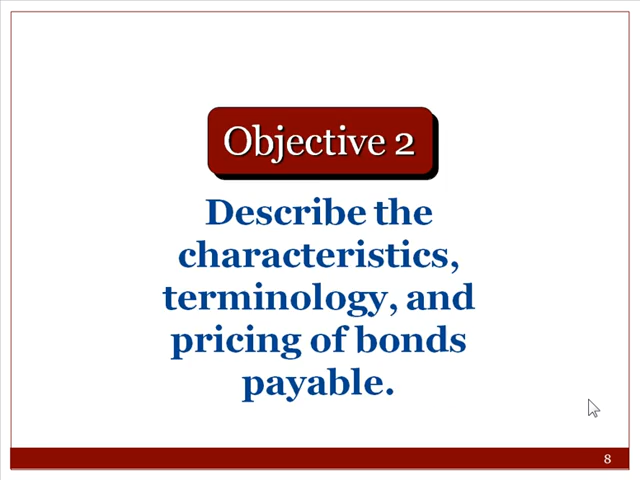 Objective 2
Describe the
characteristics,
terminology, and
pricing of bonds
payable.
8